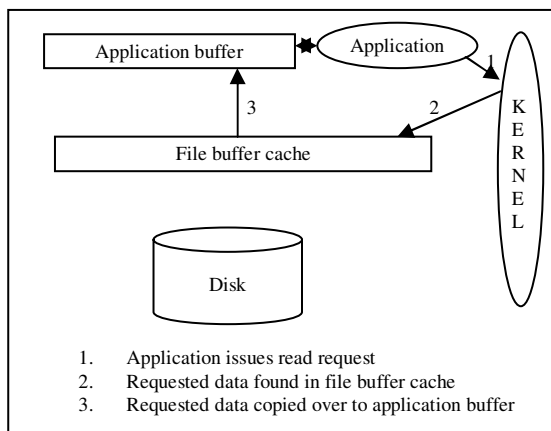 Application buffer
Application
1
2
3
File buffer cache
KERNEL
Disk
1. Application issues read request
2. Requested data found in file buffer cache
3. Requested data copied over to application buffer